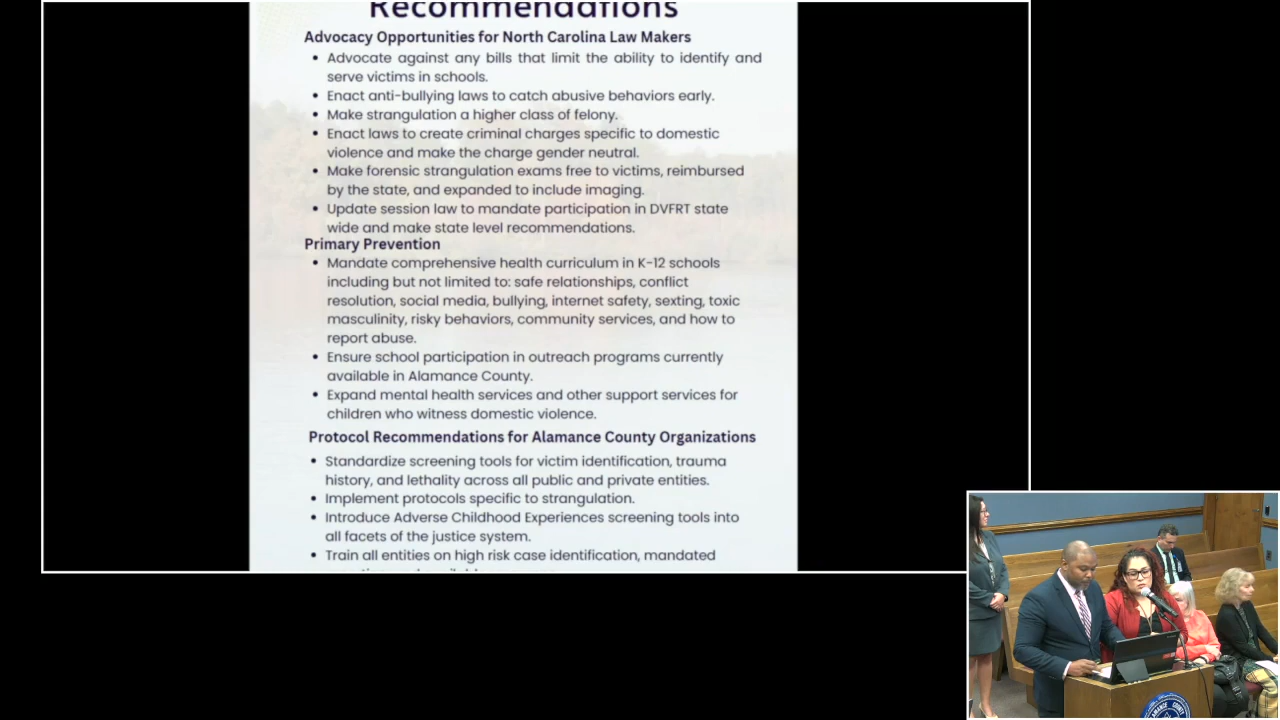 Recommendations
Advocacy Opportunities for North Carolina Law Makers
• Advocate against any bills that limit the ability to identify and
serve victims in schools.
• Enact anti-bullying laws to catch abusive behaviors early.
• Make strangulation a higher class of felony.
• Enact laws to create criminal charges specific to domestic
violence and make the charge gender neutral.
• Make forensic strangulation exams free to victims, reimbursed
by the state, and expanded to include imaging.
• Update session law to mandate participation in DVFRT state
wide and make state level recommendations.
Primary Prevention
• Mandate comprehensive health curriculum in K-12 schools
including but not limited to: safe relationships, conflict
resolution, social media, bullying, internet safety, sexting, toxic
masculinity, risky behaviors, community services, and how to
report abuse.
• Ensure school participation in outreach programs currently
available in Alamance County.
• Expand mental health services and other support services for
children who witness domestic violence.
Protocol Recommendations for Alamance County Organizations
• Standardize screening tools for victim identification, trauma
history, and lethality across all public and private entities.
• Implement protocols specific to strangulation.
• Introduce Adverse Childhood Experiences screening tools into
all facets of the justice system.
• Train all entities on high risk case identification, mandated